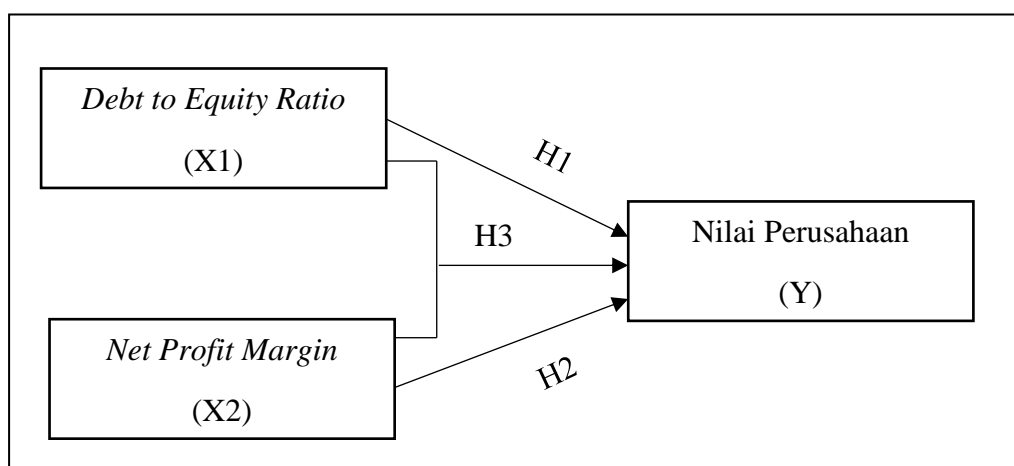 Debt to Equity Ratio
(X1)
H1
Nilai Perusahaan
(Y)
H3
Net Profit Margin
(X2)
H2